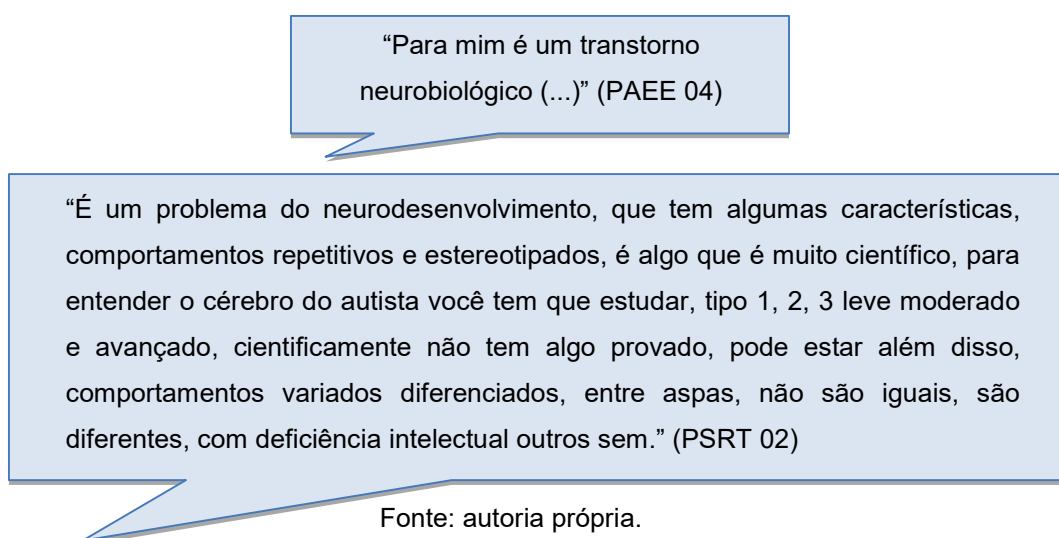 “Para mim é um transtorno
neurobiológico (...)” (PAEE 04)
“É um problema do neurodesenvolvimento, que tem algumas características,
comportamentos repetitivos e estereotipados, é algo que é muito científico, para
entender o cérebro do autista você tem que estudar, tipo 1, 2, 3 leve moderado
e avançado, cientificamente não tem algo provado, pode estar além disso,
comportamentos variados diferenciados, entre aspas, não são iguais, são
diferentes, com deficiência intelectual outros sem.” (PSRT 02)
Fonte: autoria própria.